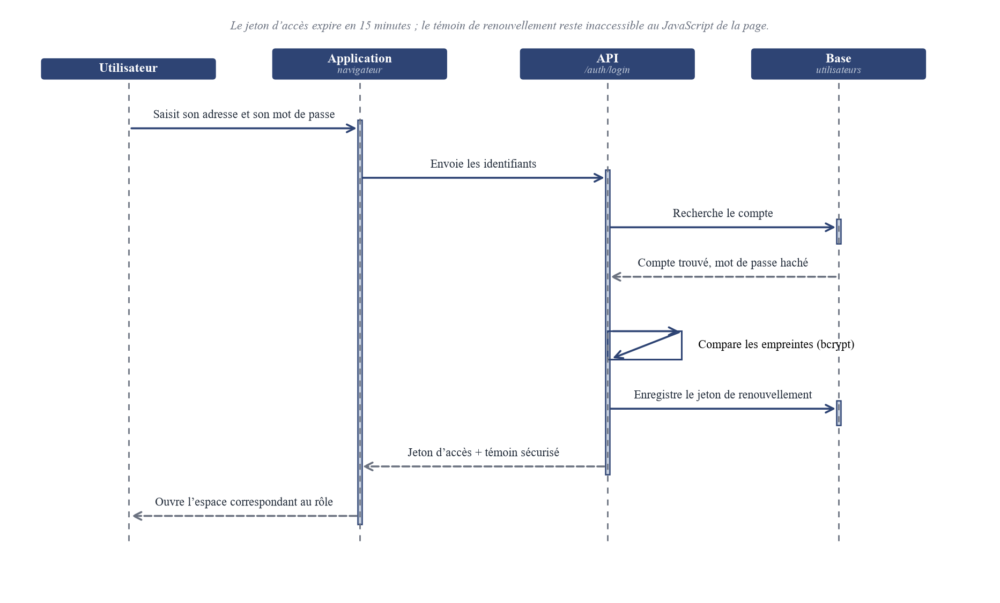 Le jeton d’accès expire en 15 minutes ; le témoin de renouvellement reste inaccessible au JavaScript de la page.
Utilisateur
Application
navigateur
API
/auth/login
Base
utilisateurs
Saisit son adresse et son mot de passe
Envoie les identifiants
Recherche le compte
Compte trouvé, mot de passe haché
Compare les empreintes (bcrypt)
Enregistre le jeton de renouvellement
Jeton d’accès + témoin sécurisé
Ouvre l’espace correspondant au rôle